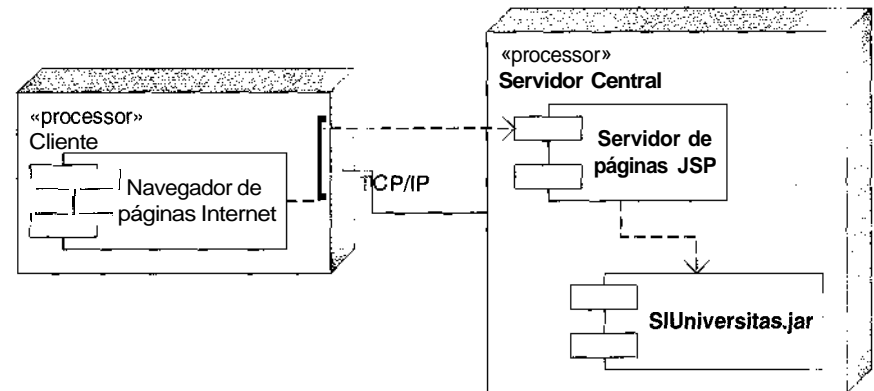 «processor»
Cliente
Navegador de
páginas Internet
TCP/IP
«processor»
Servidor Central
Servidor de
páginas JSP
SIUniversitas.jar